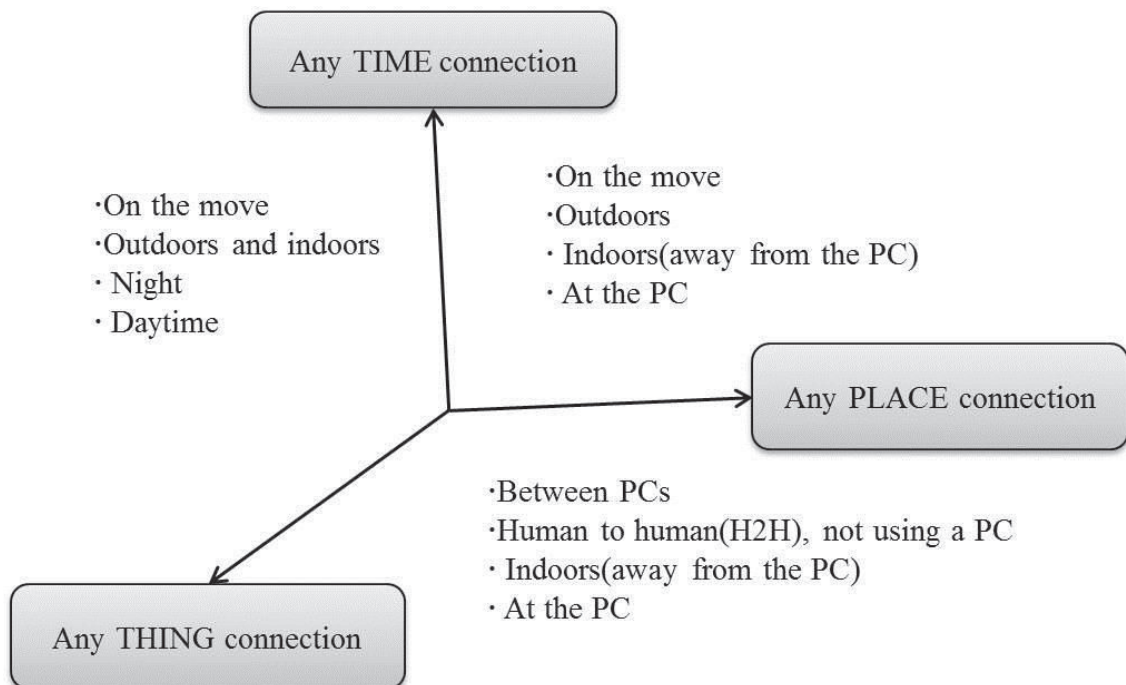 Any TIME connection
·On the move
·Outdoors and indoors
· Night
· Daytime
·On the move
·Outdoors
· Indoors(away from the PC)
· At the PC
Any PLACE connection
·Between PCs
·Human to human(H2H), not using a PC
· Indoors(away from the PC)
· At the PC
Any THING connection